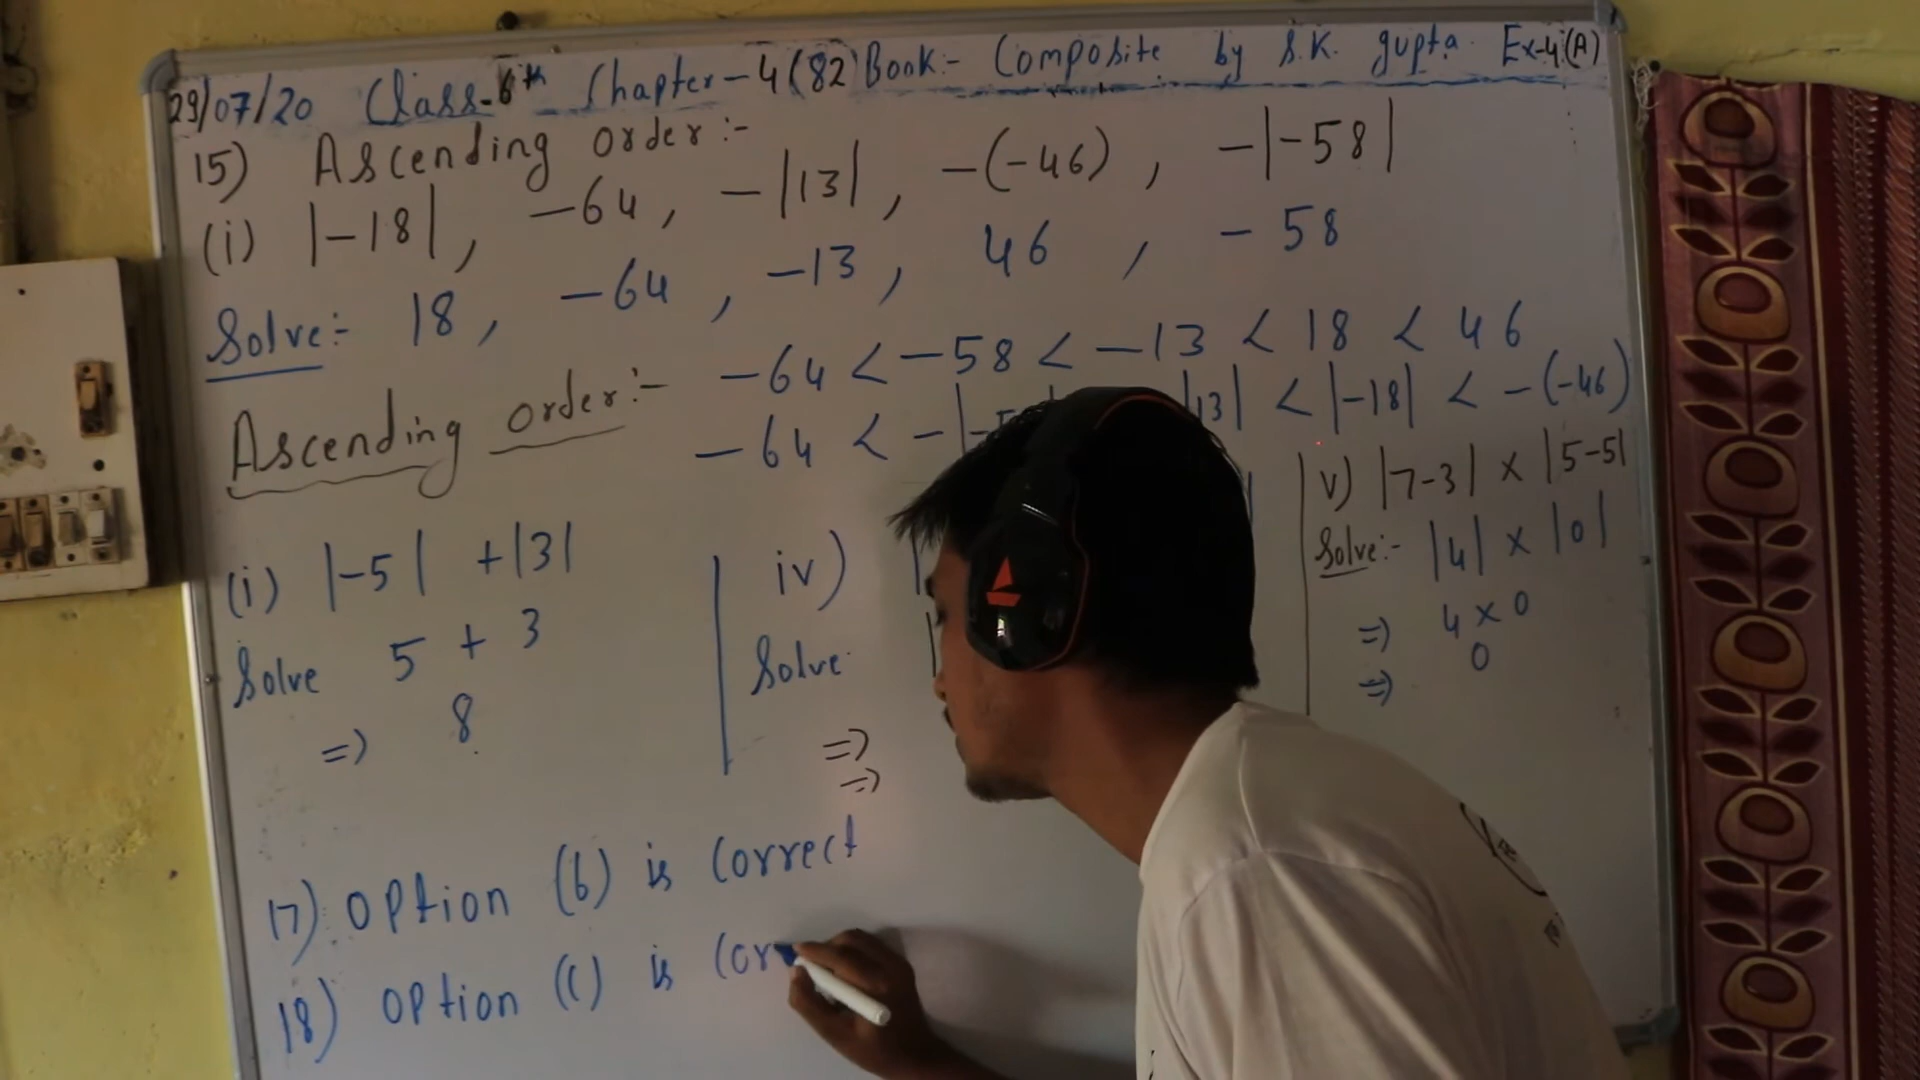 29/07/20 Class-6th Chapter-4(82) Book:- Composite by S.K. gupta Ex-4(A)
15) Ascending order:-
(i) |-18|, -64, -|13|, -(-46), -|-58|
Solve:- 18, -64, -13, 46, -58
Ascending order:- -64 < -58 < -13 < 18 < 46
-64 < -|-5 13| < |-18| < -(-46)
(i) |-5| + |3|
Solve 5 + 3
=) 8
iv)
Solve
=)
=)
v) |7-3| × |5-5|
Solve:- |4| × |0|
=) 4 × 0
=) 0
17) Option (b) is Correct
18) Option (C) is Cor